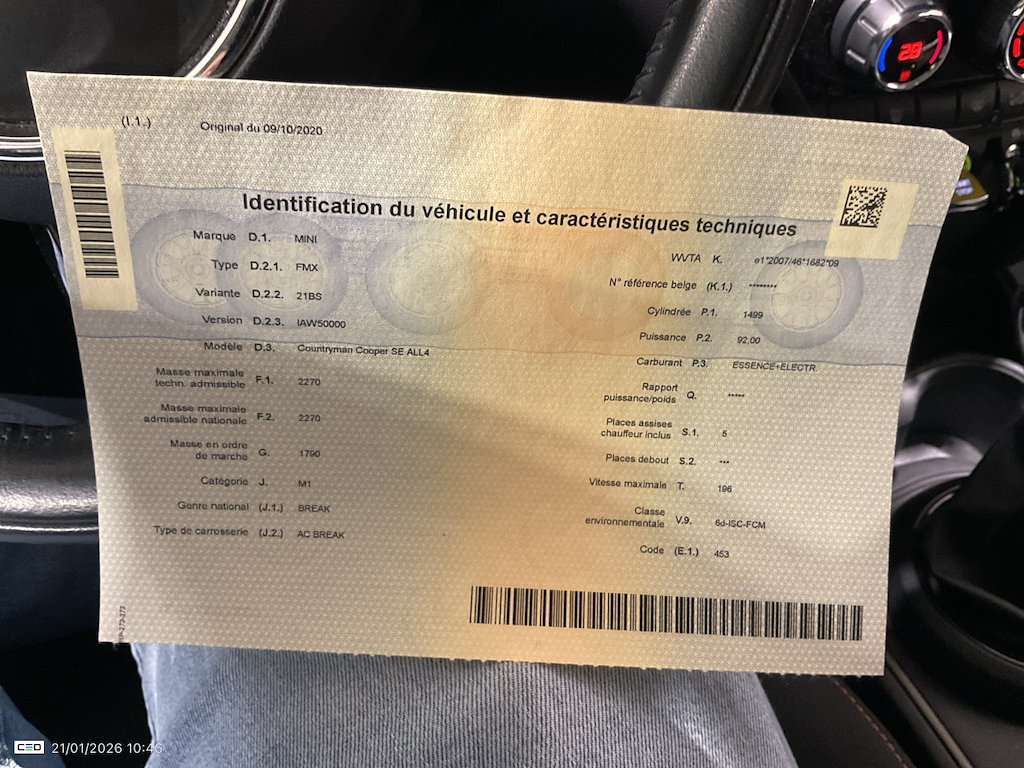 (I.1.) Original du 09/10/2020
Identification du véhicule et caractéristiques techniques
Marque D.1. MINI
Type D.2.1. FMX
Variante D.2.2. 21BS
Version D.2.3. IAW50000
Modèle D.3. Countryman Cooper SE ALL4
Masse maximale
techn. admissible F.1. 2270
Masse maximale
admissible nationale F.2. 2270
Masse en ordre
de marche G. 1790
Catégorie J. M1
Genre national (J.1.) BREAK
Type de carrosserie (J.2.) AC BREAK
WVTA K. e1*2007/46*1682*09
N° référence belge (K.1.) ********
Cylindrée P.1. 1499
Puissance P.2. 92,00
Carburant P.3. ESSENCE+ELECTR.
Rapport
puissance/poids Q. *****
Places assises
chauffeur inclus S.1. 5
Places debout S.2. ***
Vitesse maximale T. 196
Classe
environnementale V.9. 6d-ISC-FCM
Code (E.1.) 453
28
CEO 21/01/2026 10:46